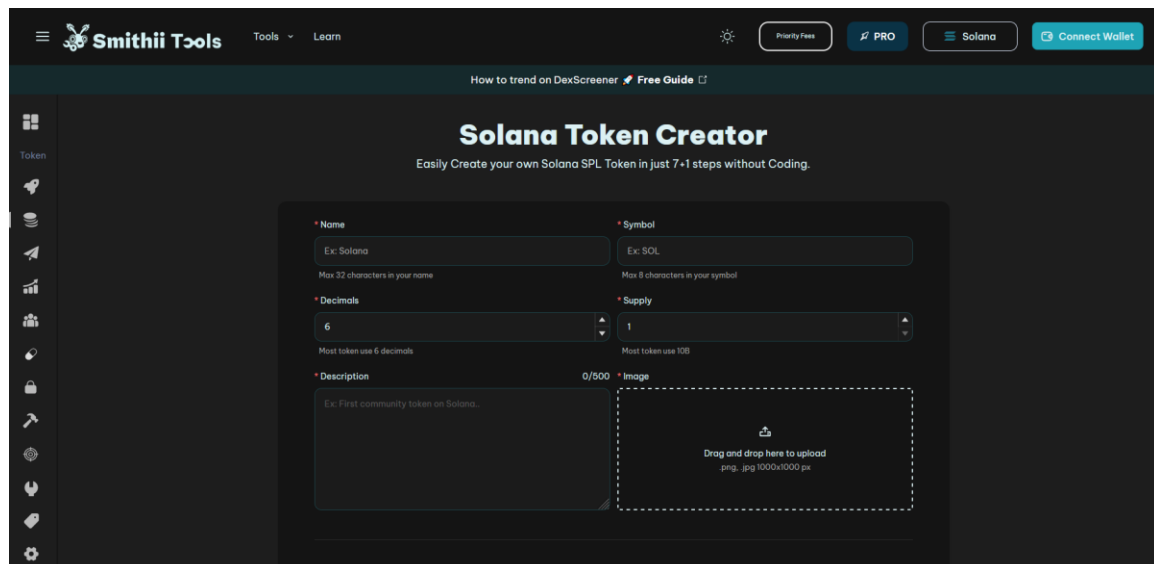 Smithii Tools
Tools
Learn
Priority Fees
PRO
Solana
Connect Wallet
How to trend on DexScreener 🚀 Free Guide
Token
Solana Token Creator
Easily Create your own Solana SPL Token in just 7+1 steps without Coding.
* Name
* Symbol
Ex: Solana
Ex: SOL
Max 32 characters in your name
Max 8 characters in your symbol
* Decimals
* Supply
6
1
Most token use 6 decimals
Most token use 10B
* Description
0/500
* Image
Ex: First community token on Solana...
Drag and drop here to upload
.png, .jpg 1000x1000 px